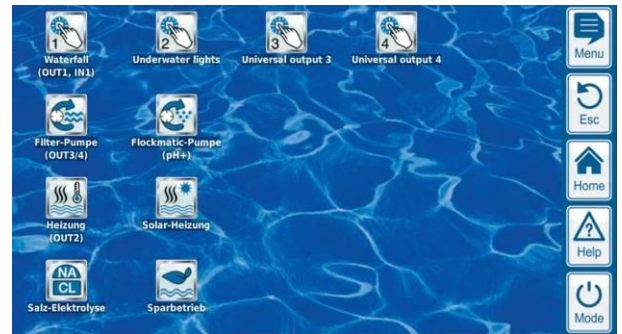 1
2
3
4
Waterfall
(OUT1, IN1)
Underwater lights
Universal output 3
Universal output 4
Filter-Pumpe
(OUT3/4)
Flockmatic-Pumpe
(pH+)
Heizung
(OUT2)
Solar-Heizung
NA
CL
Salz-Elektrolyse
Sparbetrieb
Menu
Esc
Home
?
Help
Mode